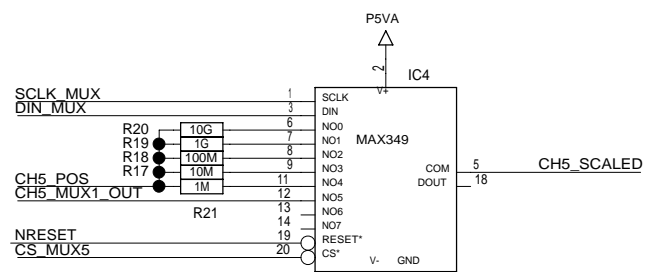 P5VA
2
IC4
V+
SCLK_MUX 1 SCLK
DIN_MUX 3 DIN
R20 10G 6 NO0
R19 1G 7 NO1 MAX349
R18 100M 8 NO2
R17 10M 9 NO3 COM 5 CH5_SCALED
CH5_POS 1M 11 NO4 DOUT 18
CH5_MUX1_OUT 12 NO5
R21 13 NO6
14 NO7
NRESET 19 RESET*
CS_MUX5 20 CS*
V- GND